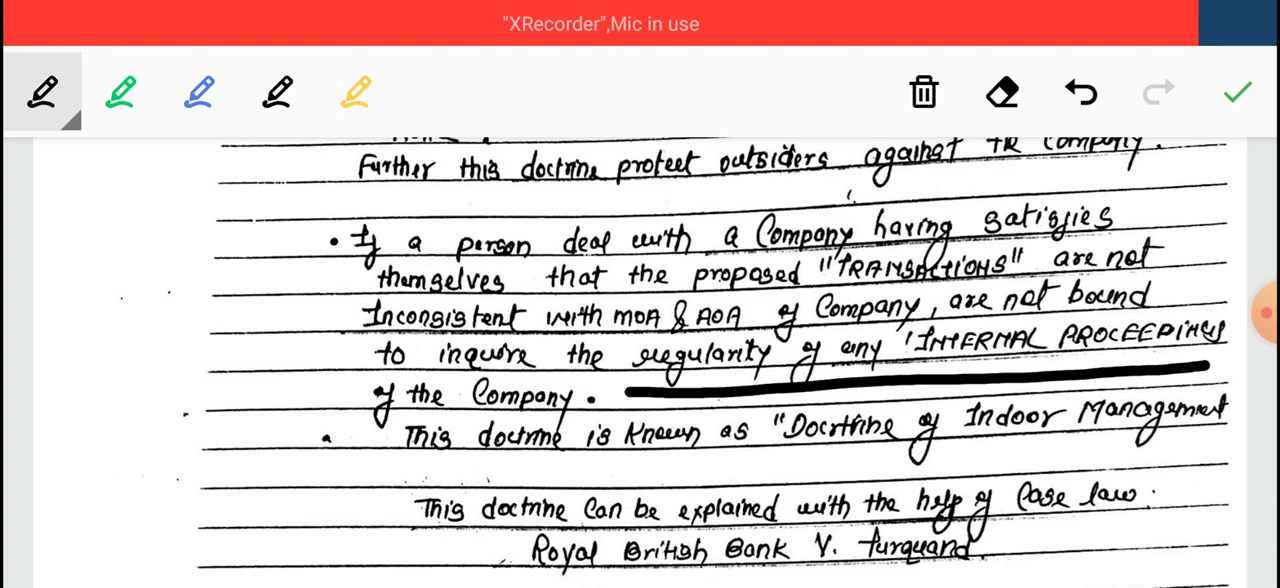 "XRecorder",Mic in use
Further this doctrine protect outsiders against the Company.
• If a person deal with a Company having satisfies
themselves that the proposed "TRANSACTIONS" are not
Inconsistent with MOA & AOA of Company, are not bound
to inquire the regularity of any 'INTERNAL PROCEEDINGS
of the Company.
This doctrine is known as "Docrtrine of Indoor Management
This doctrine can be explained with the help of Case law.
Royal British Bank V. Turquand.